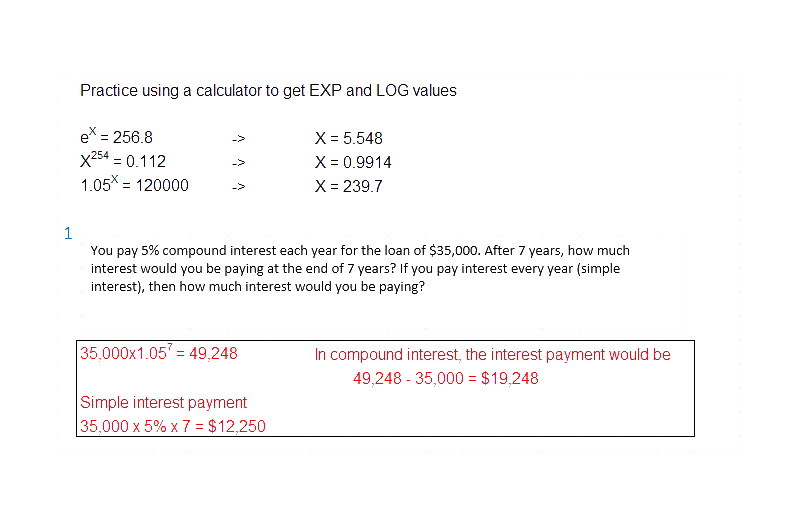 Practice using a calculator to get EXP and LOG values
e^X = 256.8 -> X = 5.548
X^254 = 0.112 -> X = 0.9914
1.05^X = 120000 -> X = 239.7
1
You pay 5% compound interest each year for the loan of $35,000. After 7 years, how much
interest would you be paying at the end of 7 years? If you pay interest every year (simple
interest), then how much interest would you be paying?
35,000x1.05^7 = 49,248 In compound interest, the interest payment would be
49,248 - 35,000 = $19,248
Simple interest payment
35,000 x 5% x 7 = $12,250